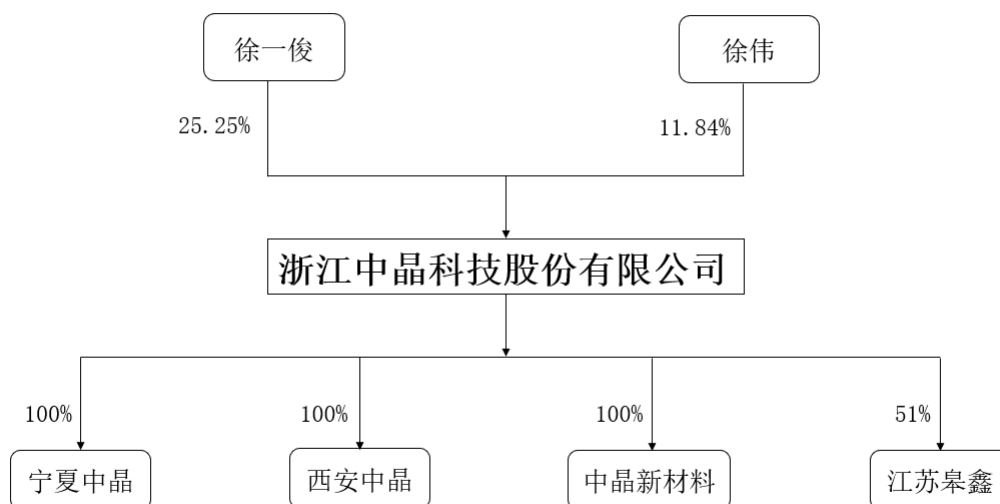 徐一俊
徐伟
25.25%
11.84%
浙江中晶科技股份有限公司
100%
100%
100%
51%
宁夏中晶
西安中晶
中晶新材料
江苏皋鑫